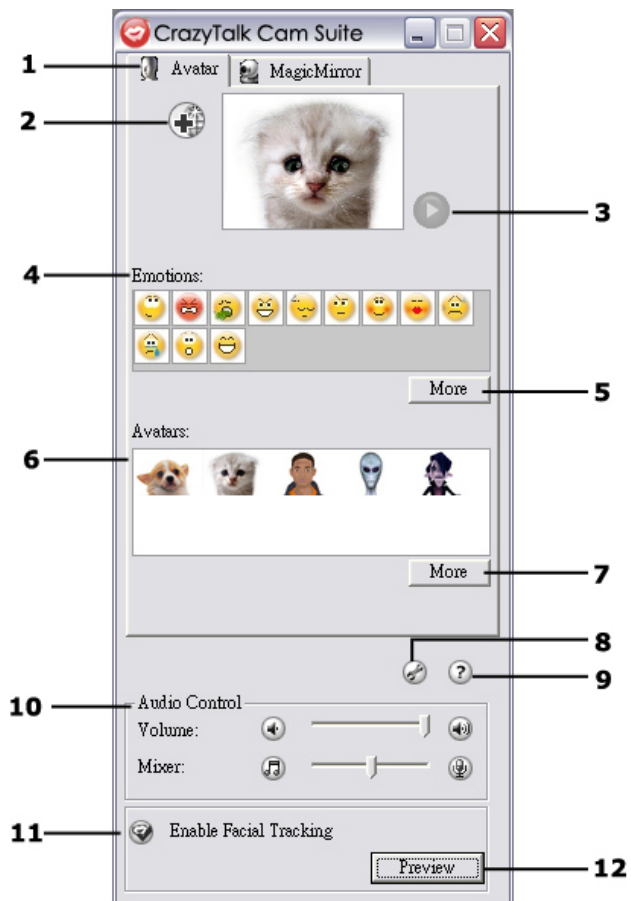 CrazyTalk Cam Suite
1 Avatar MagicMirror
2
3
4 Emotions:
More 5
Avatars:
6
More 7
8
? 9
10 Audio Control
Volume:
Mixer:
11 Enable Facial Tracking
Preview 12